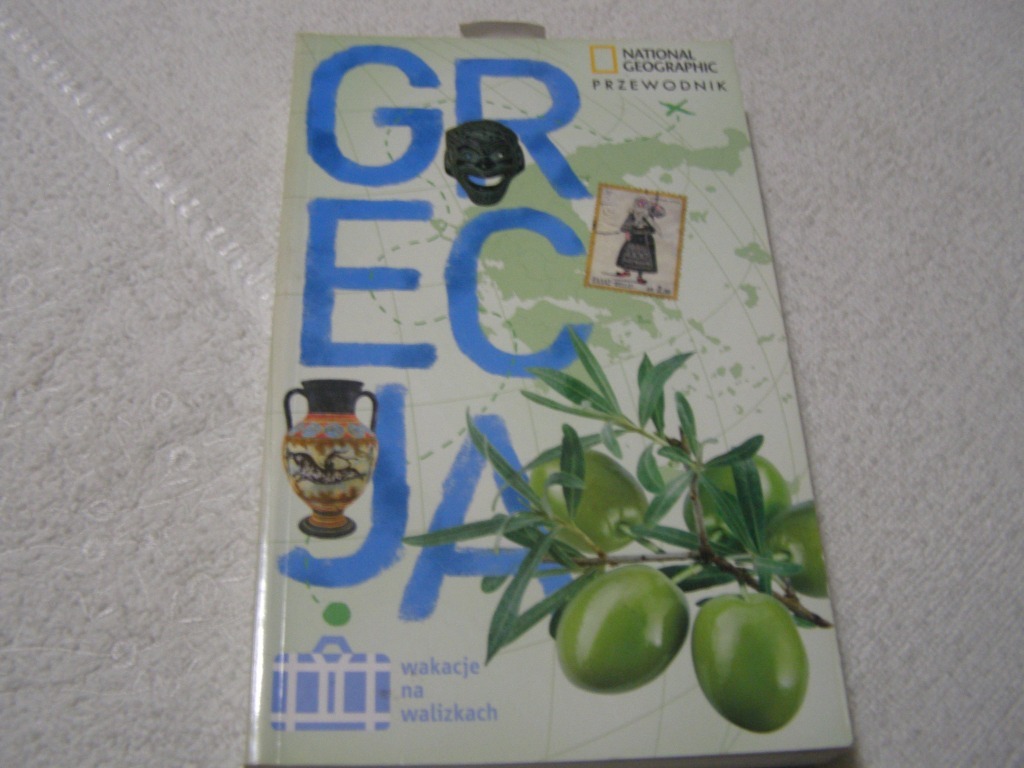 NATIONAL
GEOGRAPHIC
PRZEWODNIK
GR
EC
JA
wakacje
na
walizkach